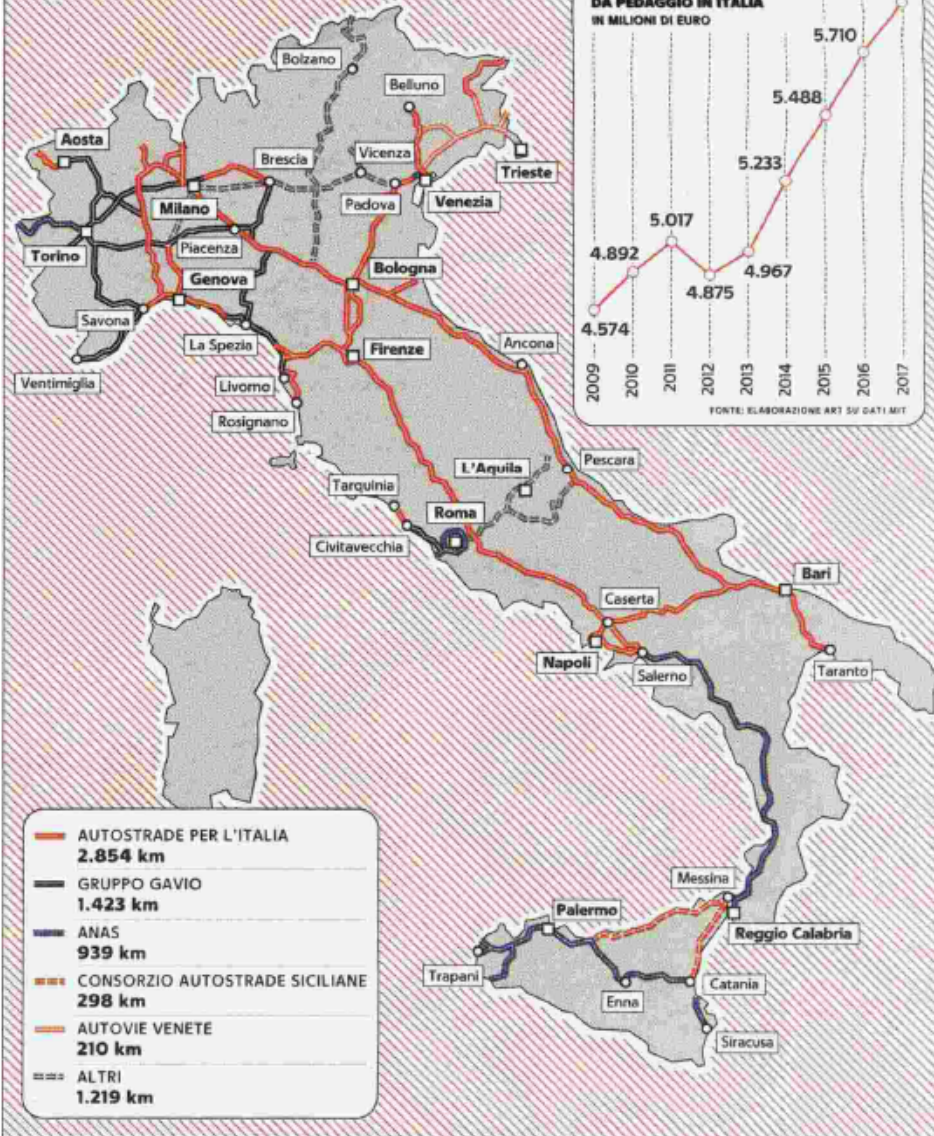 DA PEDAGGIO IN ITALIA
IN MILIONI DI EURO
5.710
5.488
5.233
5.017
4.892
4.967
4.875
4.574
2009
2010
2011
2012
2013
2014
2015
2016
2017
FONTE: ELABORAZIONE ART SU DATI MIT
Bolzano
Belluno
Aosta
Brescia
Vicenza
Trieste
Milano
Padova
Venezia
Torino
Piacenza
Genova
Bologna
Savona
La Spezia
Firenze
Ancona
Ventimiglia
Livorno
Rosignano
L'Aquila
Pescara
Tarquinia
Roma
Civitavecchia
Bari
Caserta
Napoli
Salerno
Taranto
Messina
Palermo
Reggio Calabria
Trapani
Enna
Catania
Siracusa
AUTOSTRADE PER L'ITALIA
2.854 km
GRUPPO GAVIO
1.423 km
ANAS
939 km
CONSORZIO AUTOSTRADE SICILIANE
298 km
AUTOVIE VENETE
210 km
ALTRI
1.219 km